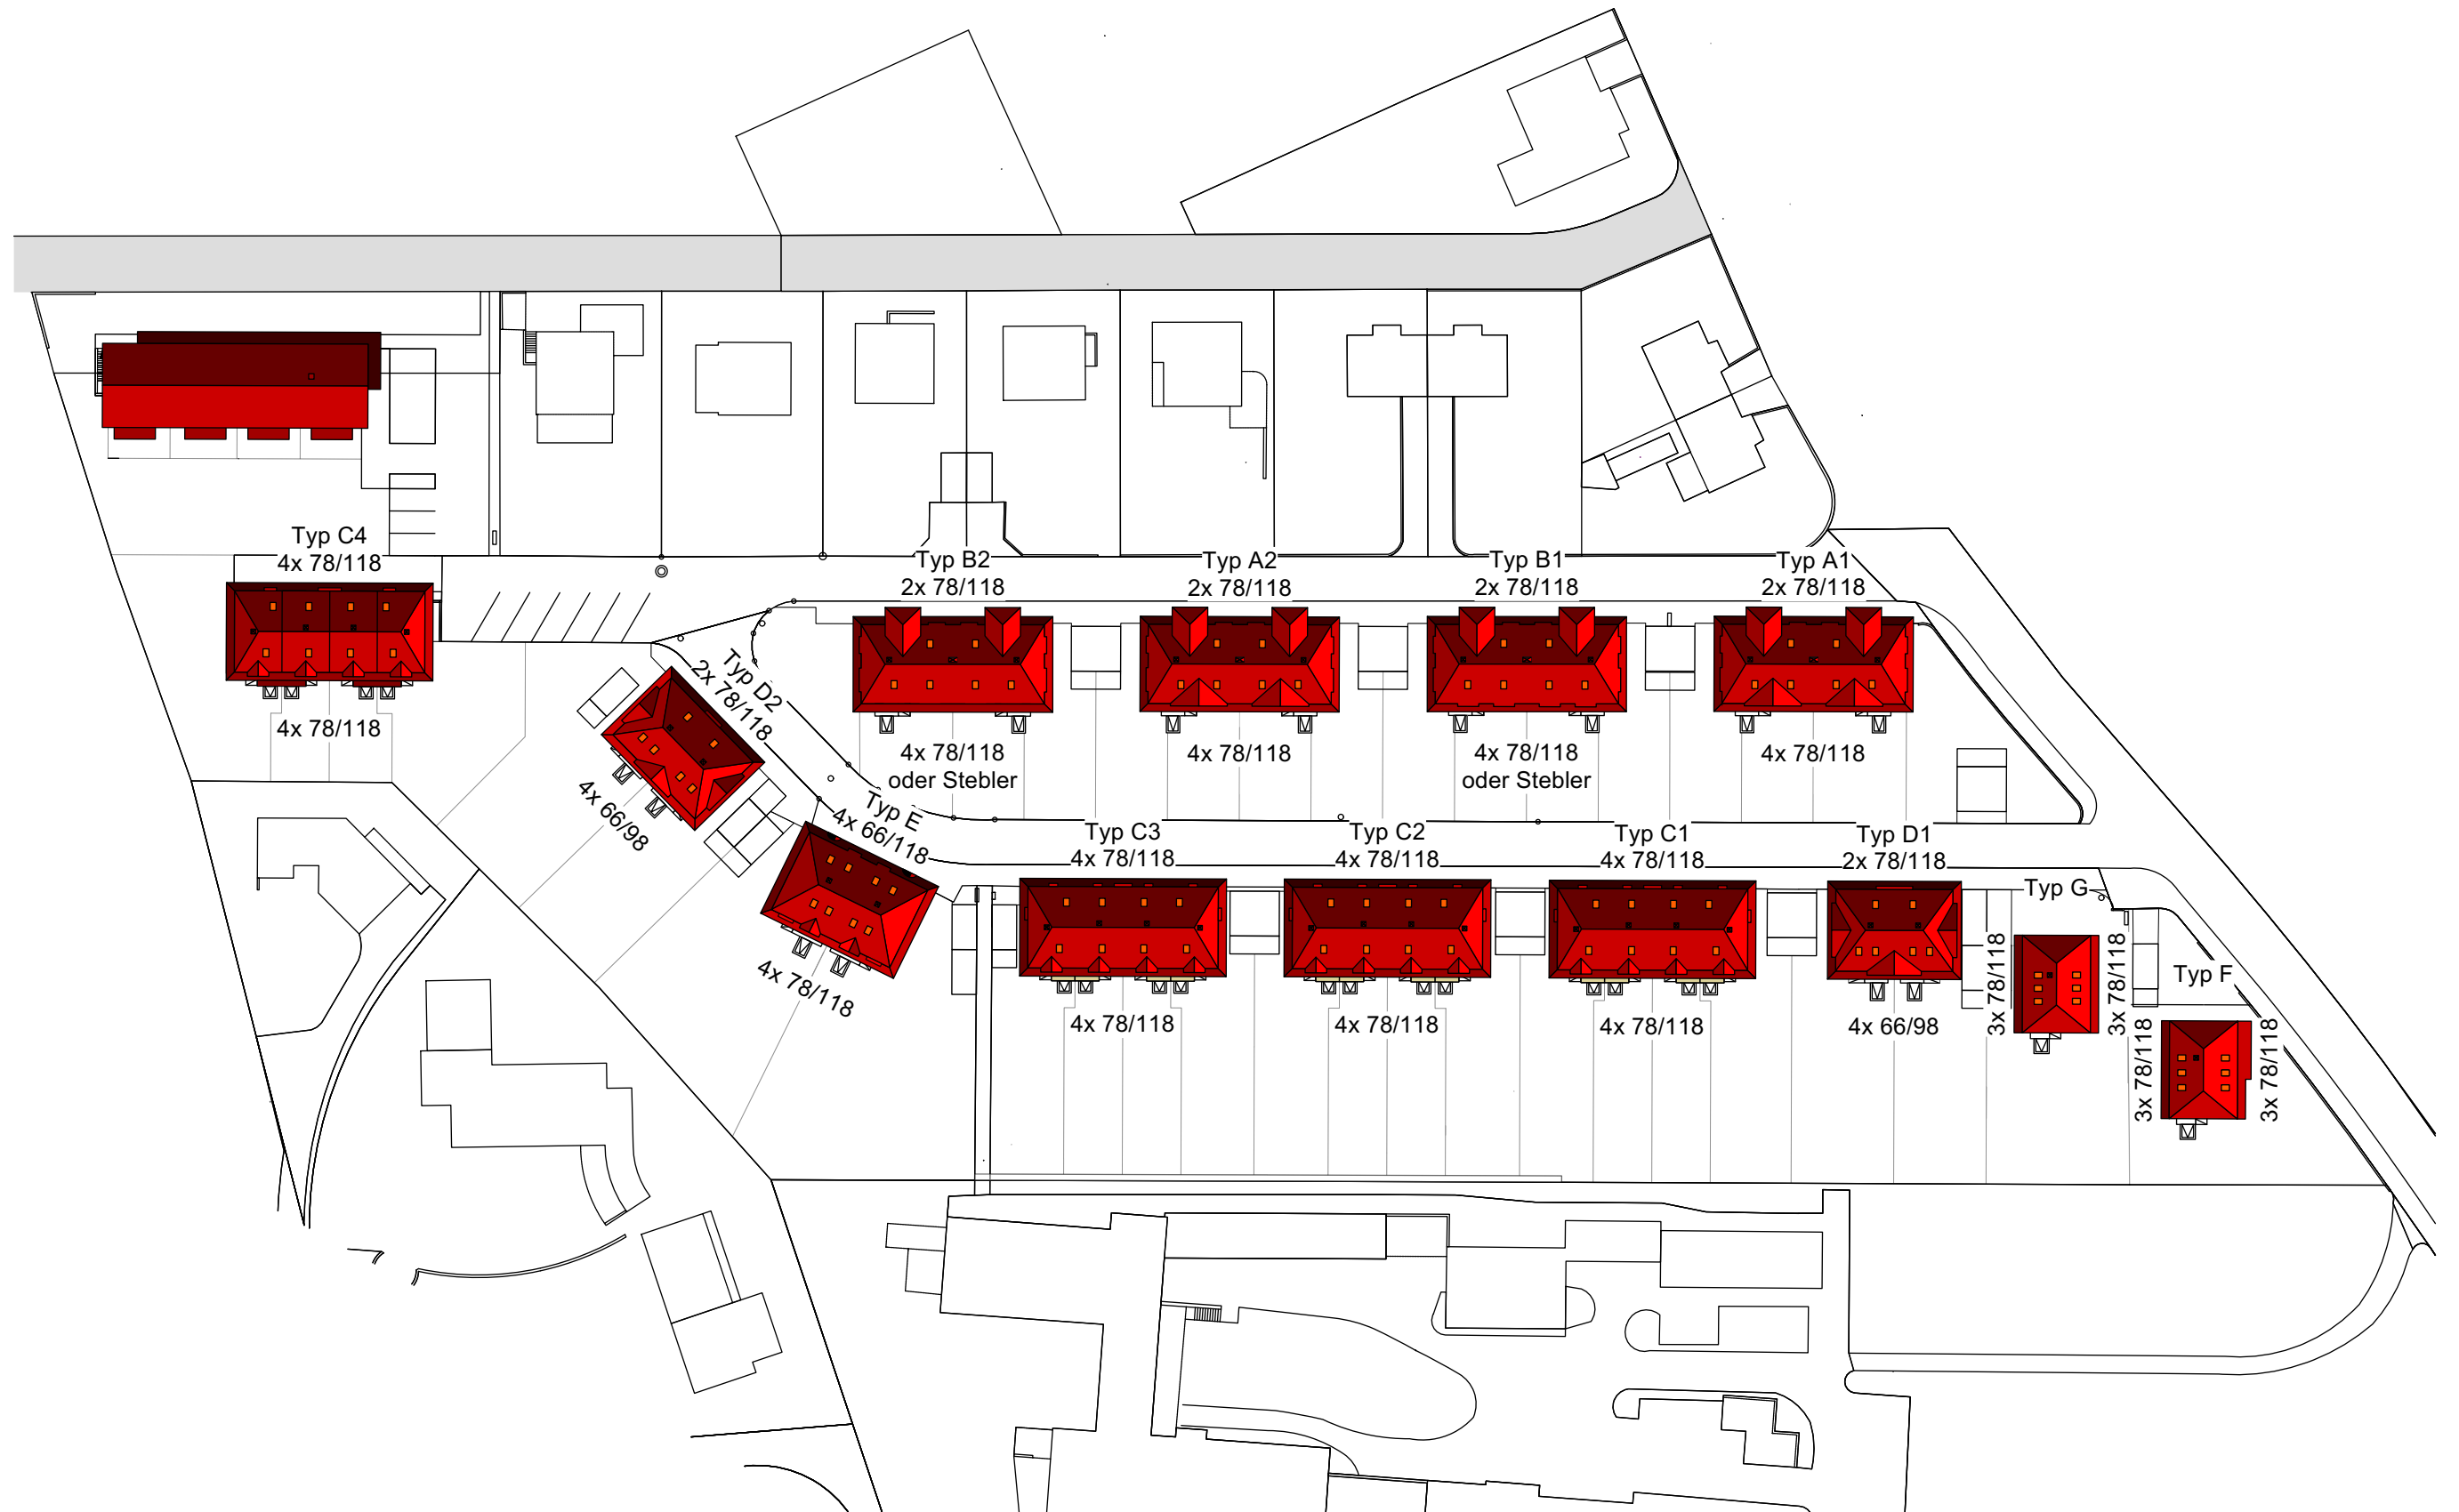 Typ C4
4x 78/118
4x 78/118
Typ B2
2x 78/118
Typ A2
2x 78/118
Typ B1
2x 78/118
Typ A1
2x 78/118
Typ D2
2x 78/118
4x 66/98
4x 78/118
oder Stebler
4x 78/118
4x 78/118
oder Stebler
4x 78/118
Typ E
4x 66/118
4x 78/118
Typ C3
4x 78/118
Typ C2
4x 78/118
Typ C1
4x 78/118
Typ D1
2x 78/118
4x 78/118
4x 78/118
4x 78/118
4x 66/98
Typ G
3x 78/118
3x 78/118
Typ F
3x 78/118
3x 78/118